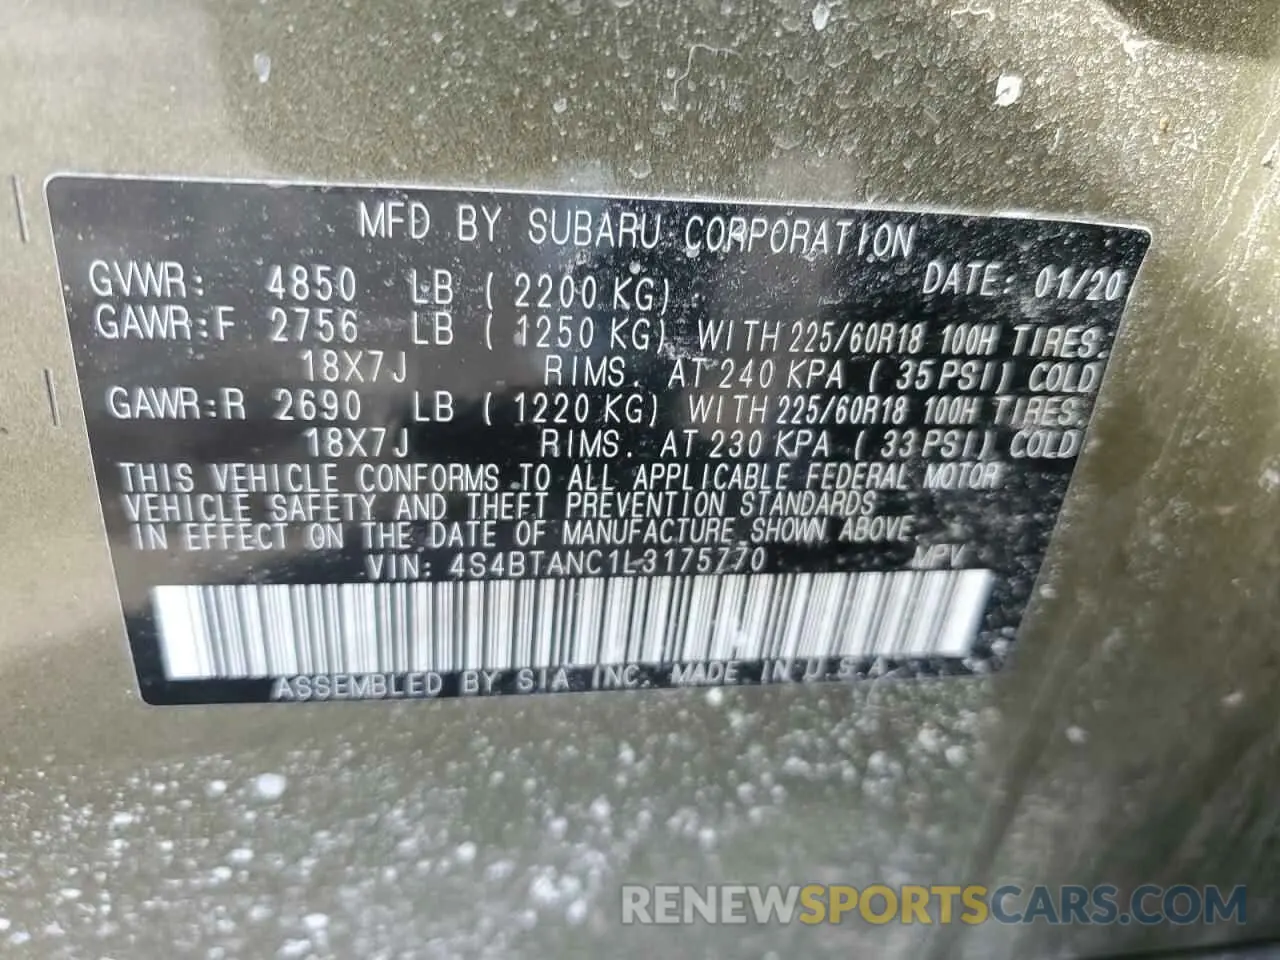 MFD BY SUBARU CORPORATION
GVWR: 4850 LB ( 2200 KG) DATE: 01/20
GAWR:F 2756 LB ( 1250 KG) WITH 225/60R18 100H TIRES.
18X7J RIMS. AT 240 KPA ( 35PSI) COLD
GAWR:R 2690 LB ( 1220 KG) WITH 225/60R18 100H TIRES.
18X7J RIMS. AT 230 KPA ( 33PSI) COLD
THIS VEHICLE CONFORMS TO ALL APPLICABLE FEDERAL MOTOR
VEHICLE SAFETY AND THEFT PREVENTION STANDARDS
IN EFFECT ON THE DATE OF MANUFACTURE SHOWN ABOVE
VIN: 4S4BTANC1L3175770 MPV
ASSEMBLED BY SIA INC. MADE IN U.S.A.
RENEWSPORTSCARS.COM